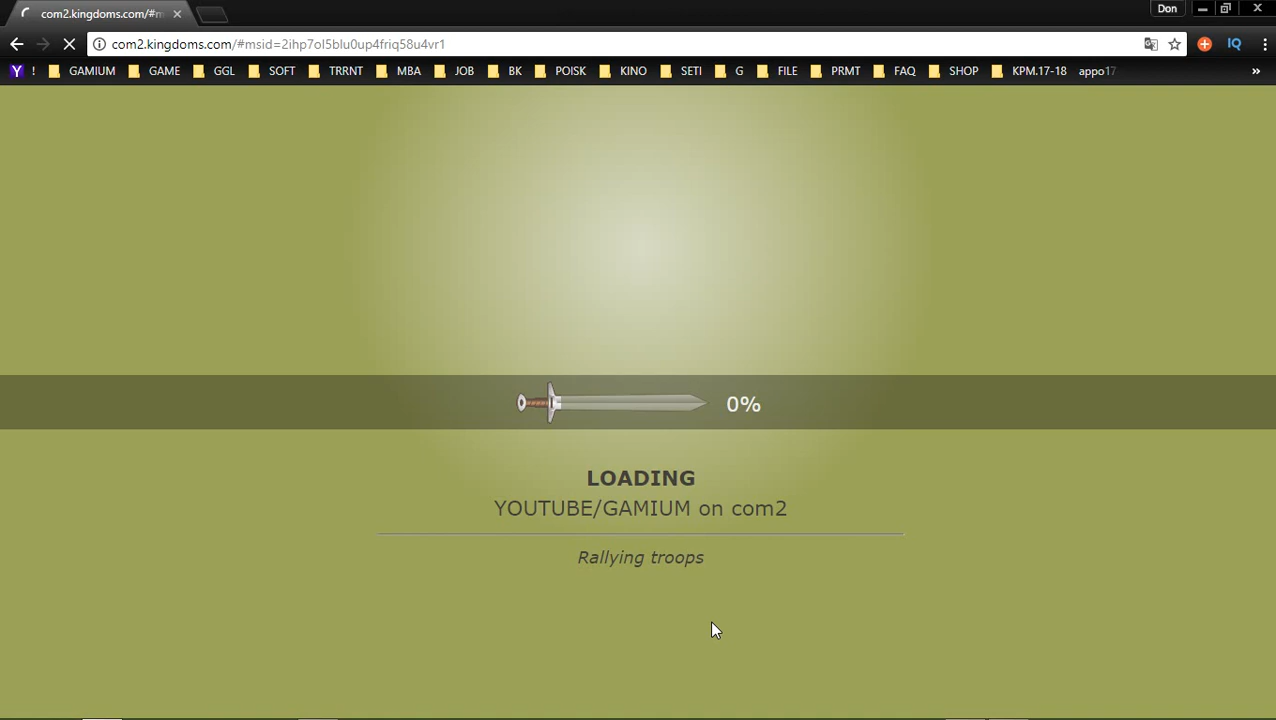 com2.kingdoms.com/#m
Don
com2.kingdoms.com/#msid=2ihp7ol5blu0up4friq58u4vr1
Y ! GAMIUM GAME GGL SOFT TRRNT MBA JOB BK POISK KINO SETI G FILE PRMT FAQ SHOP KPM.17-18 appo17 »
IQ
0%
LOADING
YOUTUBE/GAMIUM on com2
Rallying troops